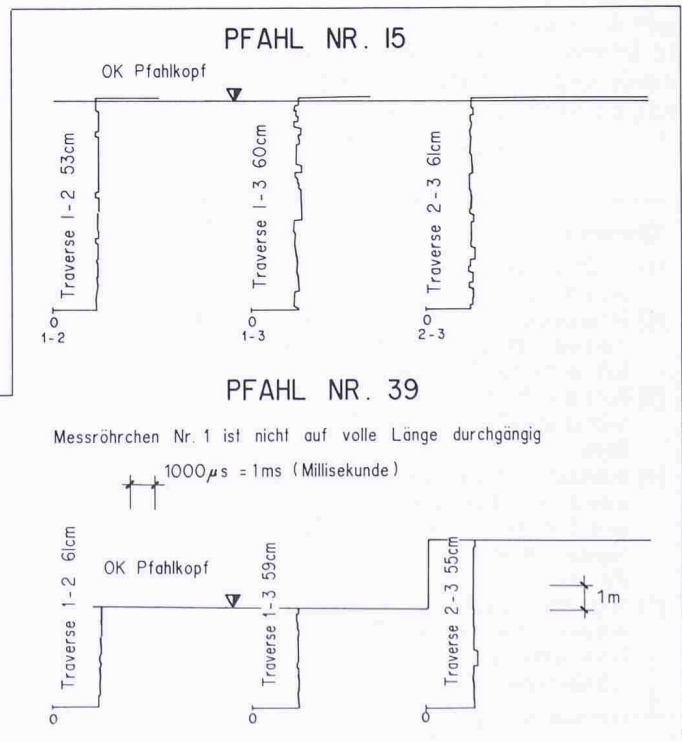 PFAHL NR. 15
OK Pfahlkopf
Traverse 1-2 53cm
Traverse 1-3 60cm
Traverse 2-3 61cm
0
1-2
0
1-3
0
2-3
PFAHL NR. 39
Messröhrchen Nr. 1 ist nicht auf volle Länge durchgängig
1000µs = 1ms (Millisekunde)
Traverse 1-2 61cm
OK Pfahlkopf
Traverse 1-3 59cm
Traverse 2-3 55cm
1m
0
0
0